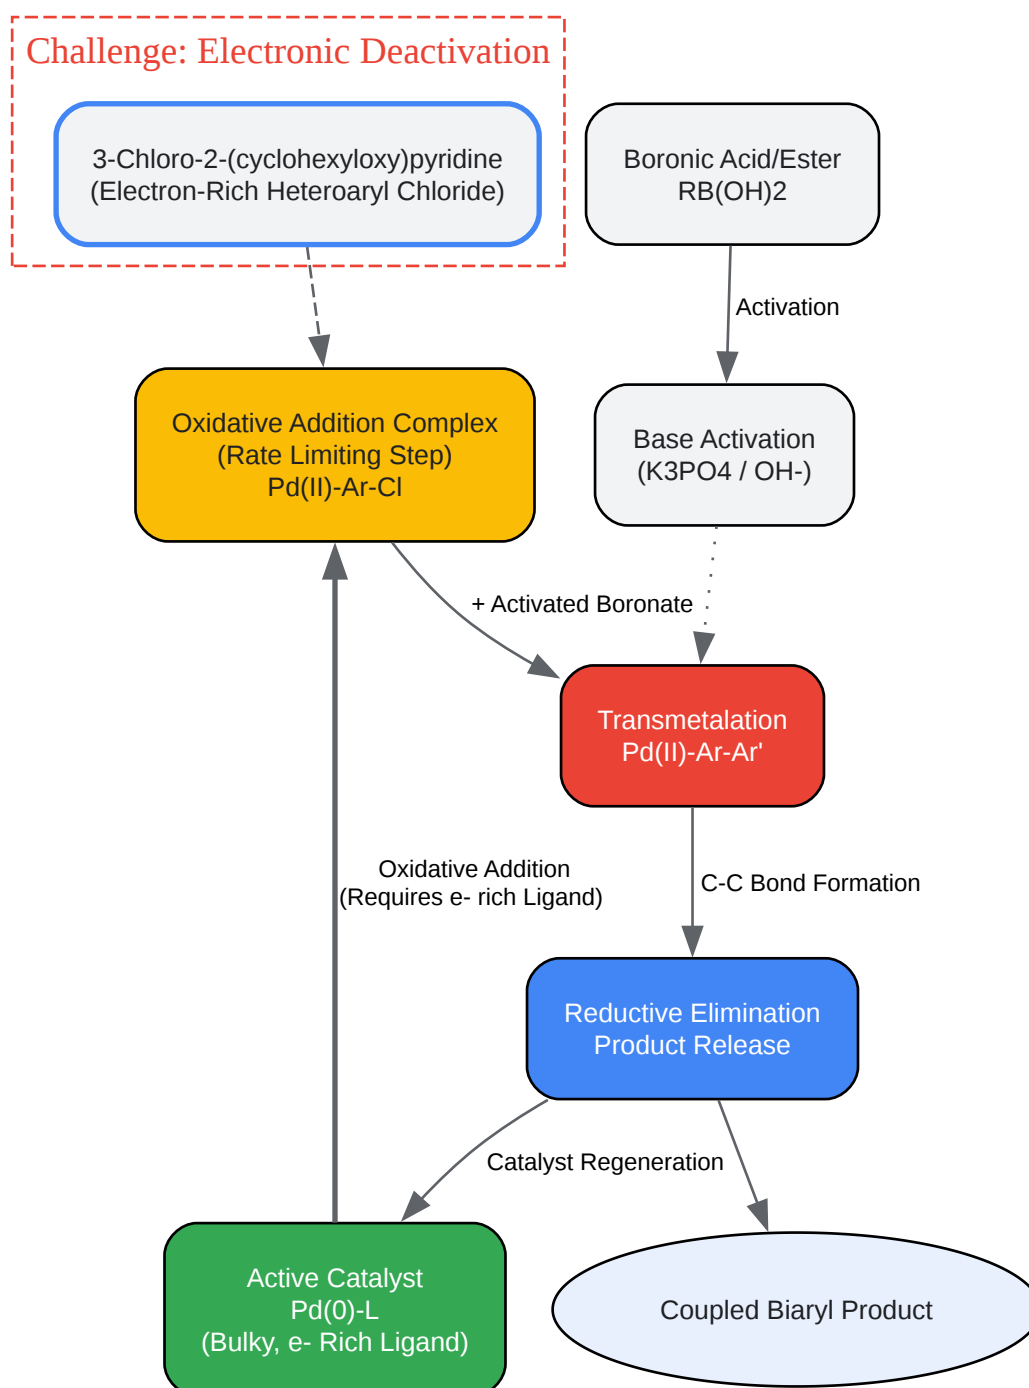 Challenge: Electronic Deactivation
3-Chloro-2-(cyclohexyloxy)pyridine
(Electron-Rich Heteroaryl Chloride)
Boronic Acid/Ester
RB(OH)2
Activation
Oxidative Addition Complex
(Rate Limiting Step)
Pd(II)-Ar-Cl
Base Activation
(K3PO4 / OH-)
+ Activated Boronate
Transmetalation
Pd(II)-Ar-Ar'
Oxidative Addition
(Requires e- rich Ligand)
C-C Bond Formation
Reductive Elimination
Product Release
Catalyst Regeneration
Active Catalyst
Pd(0)-L
(Bulky, e- Rich Ligand)
Coupled Biaryl Product